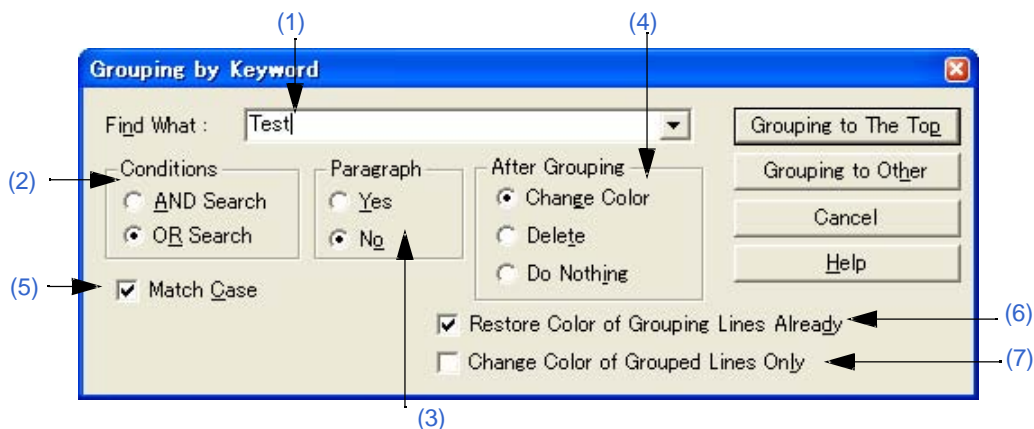 (1)
(4)
Grouping by Keyword
Find What :
Test
Grouping to The Top
(2)
Conditions
AND Search
OR Search
Paragraph
Yes
No
After Grouping
Change Color
Delete
Do Nothing
Grouping to Other
Cancel
Help
(5)
Match Case
Restore Color of Grouping Lines Already
(6)
Change Color of Grouped Lines Only
(7)
(3)